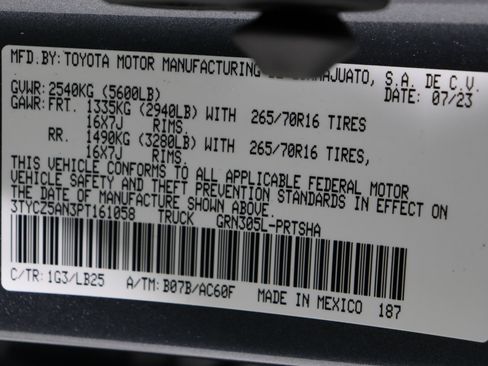 MFD.BY:TOYOTA MOTOR MANUFACTURING DE GUANAJUATO, S.A. DE C.V.
GVWR:2540KG (5600LB) DATE: 07/23
GAWR:FRT. 1335KG (2940LB) WITH 265/70R16 TIRES
16X7J RIMS
RR. 1490KG (3280LB) WITH 265/70R16 TIRES,
16X7J RIMS,
THIS VEHICLE CONFORMS TO ALL APPLICABLE FEDERAL MOTOR
VEHICLE SAFETY AND THEFT PREVENTION STANDARDS IN EFFECT ON
THE DATE OF MANUFACTURE SHOWN ABOVE.
3TYCZ5AN3PT161058 TRUCK GRN305L-PRTSHA
C/TR:1G3/LB25 A/TM:B07B/AC60F MADE IN MEXICO 187